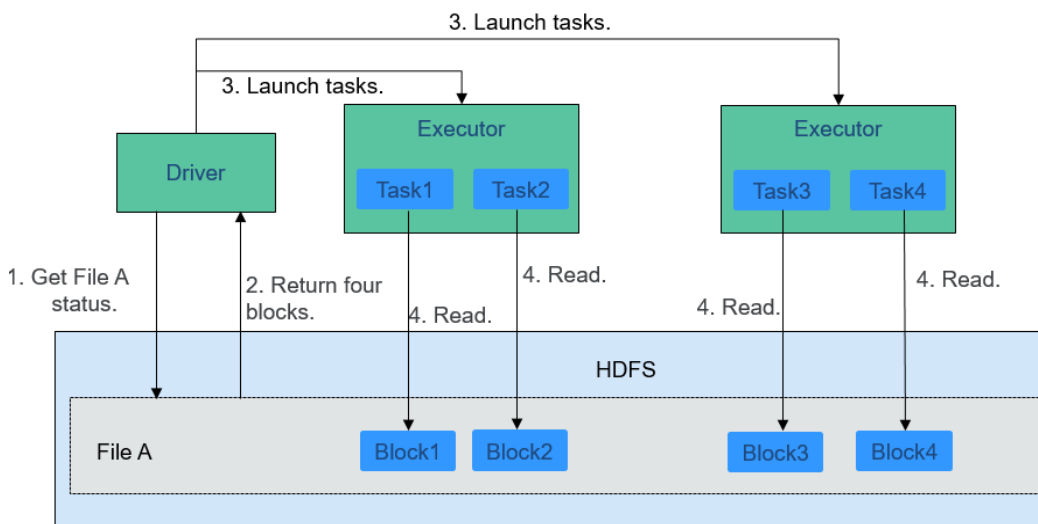 3. Launch tasks.
3. Launch tasks.
Executor
Executor
Driver
Task1
Task2
Task3
Task4
1. Get File A
status.
2. Return four
blocks.
4. Read.
4. Read.
4. Read.
4. Read.
HDFS
File A
Block1
Block2
Block3
Block4